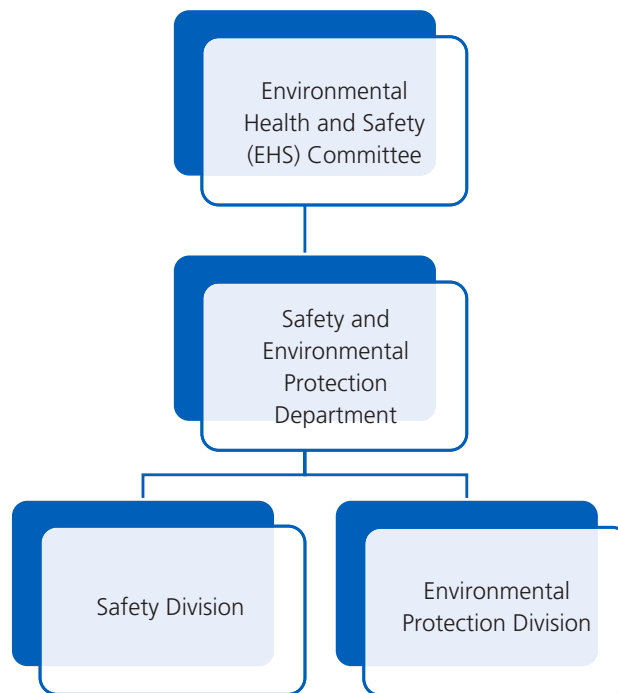 Environmental
Health and Safety
(EHS) Committee
Safety and
Environmental
Protection
Department
Safety Division
Environmental
Protection Division